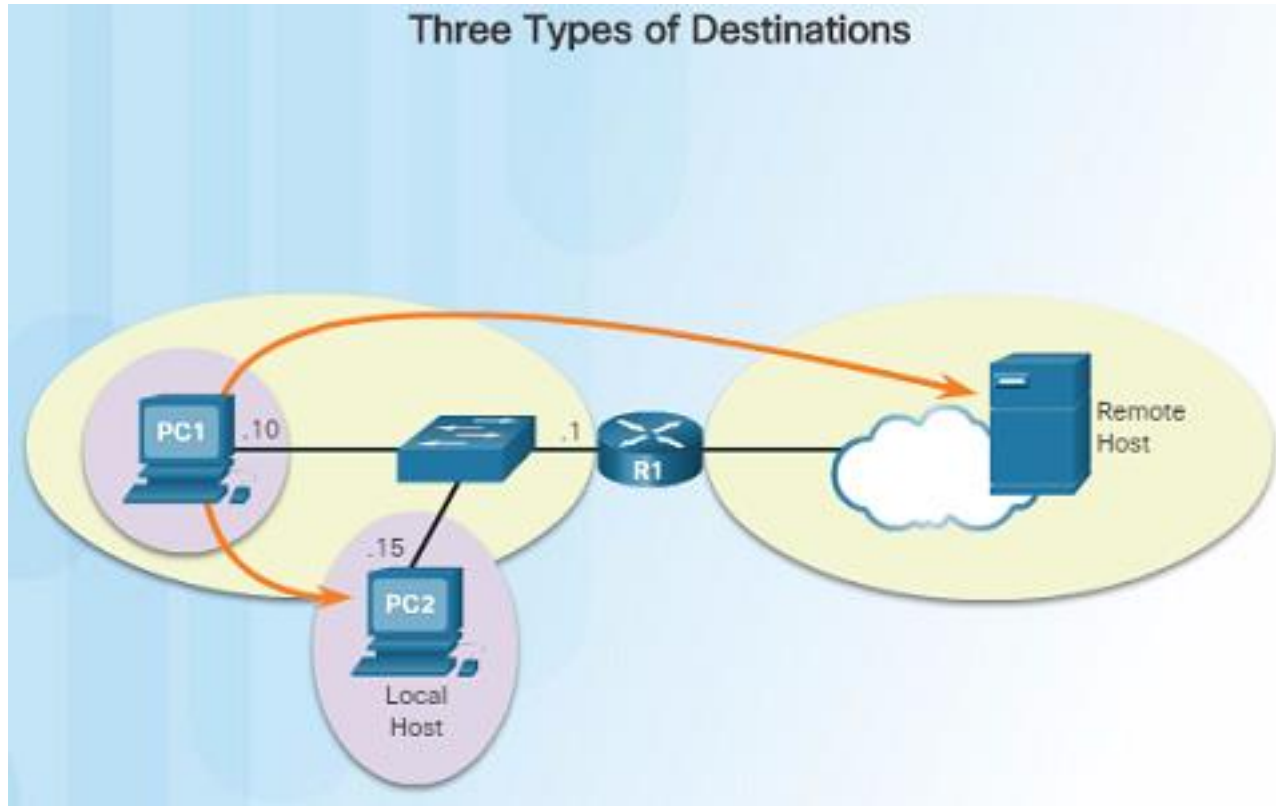 Three Types of Destinations
PC1
.10
.1
R1
Remote
Host
.15
PC2
Local
Host